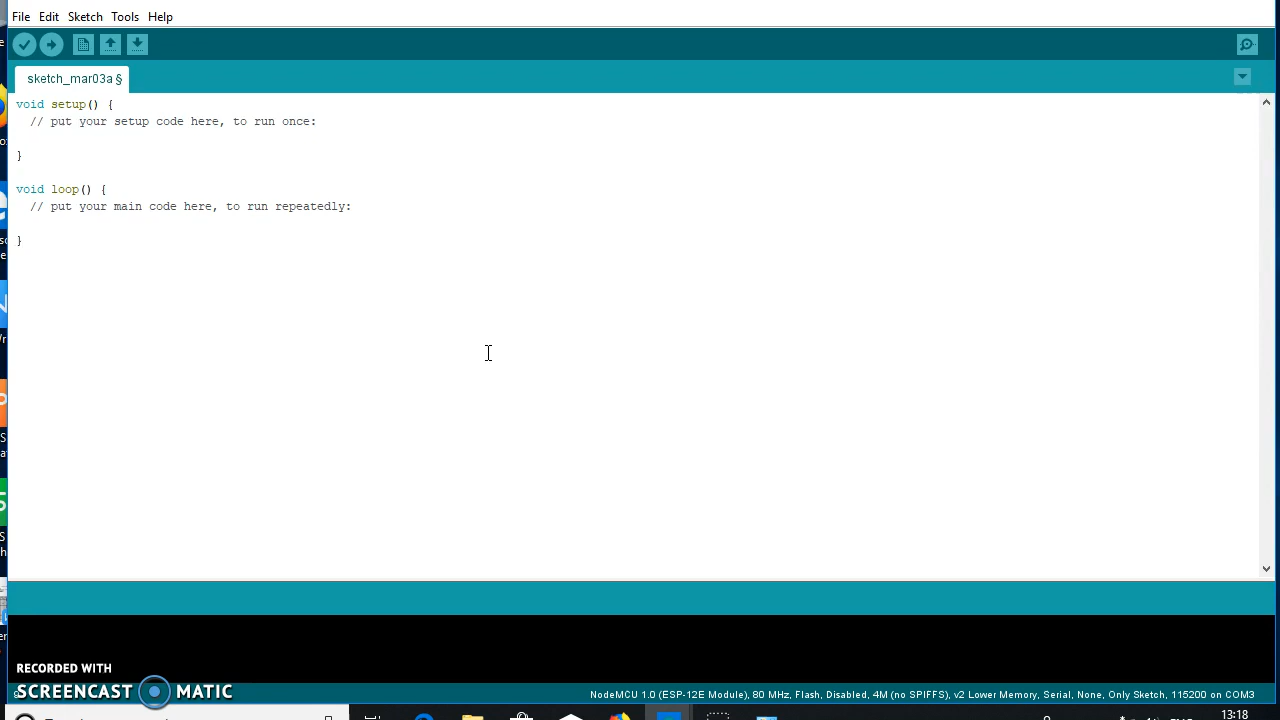 File Edit Sketch Tools Help
sketch_mar03a §
void setup() {
// put your setup code here, to run once:
}
void loop() {
// put your main code here, to run repeatedly:
}
RECORDED WITH
SCREENCAST MATIC
NodeMCU 1.0 (ESP-12E Module), 80 MHz, Flash, Disabled, 4M (no SPIFFS), v2 Lower Memory, Serial, None, Only Sketch, 115200 on COM3
13:18